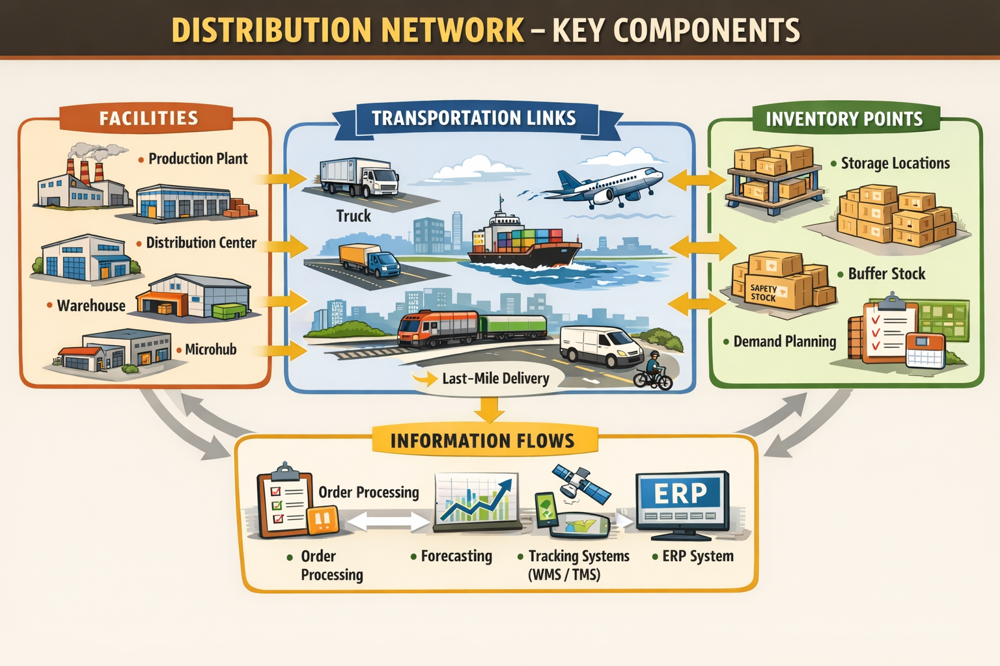 DISTRIBUTION NETWORK – KEY COMPONENTS
FACILITIES
• Production Plant
• Distribution Center
• Warehouse
• Microhub
TRANSPORTATION LINKS
Truck
Last-Mile Delivery
INVENTORY POINTS
• Storage Locations
• Buffer Stock
SAFETY
STOCK
• Demand Planning
INFORMATION FLOWS
Order Processing
ERP
• Order
Processing
• Forecasting
• Tracking Systems
(WMS / TMS)
• ERP System